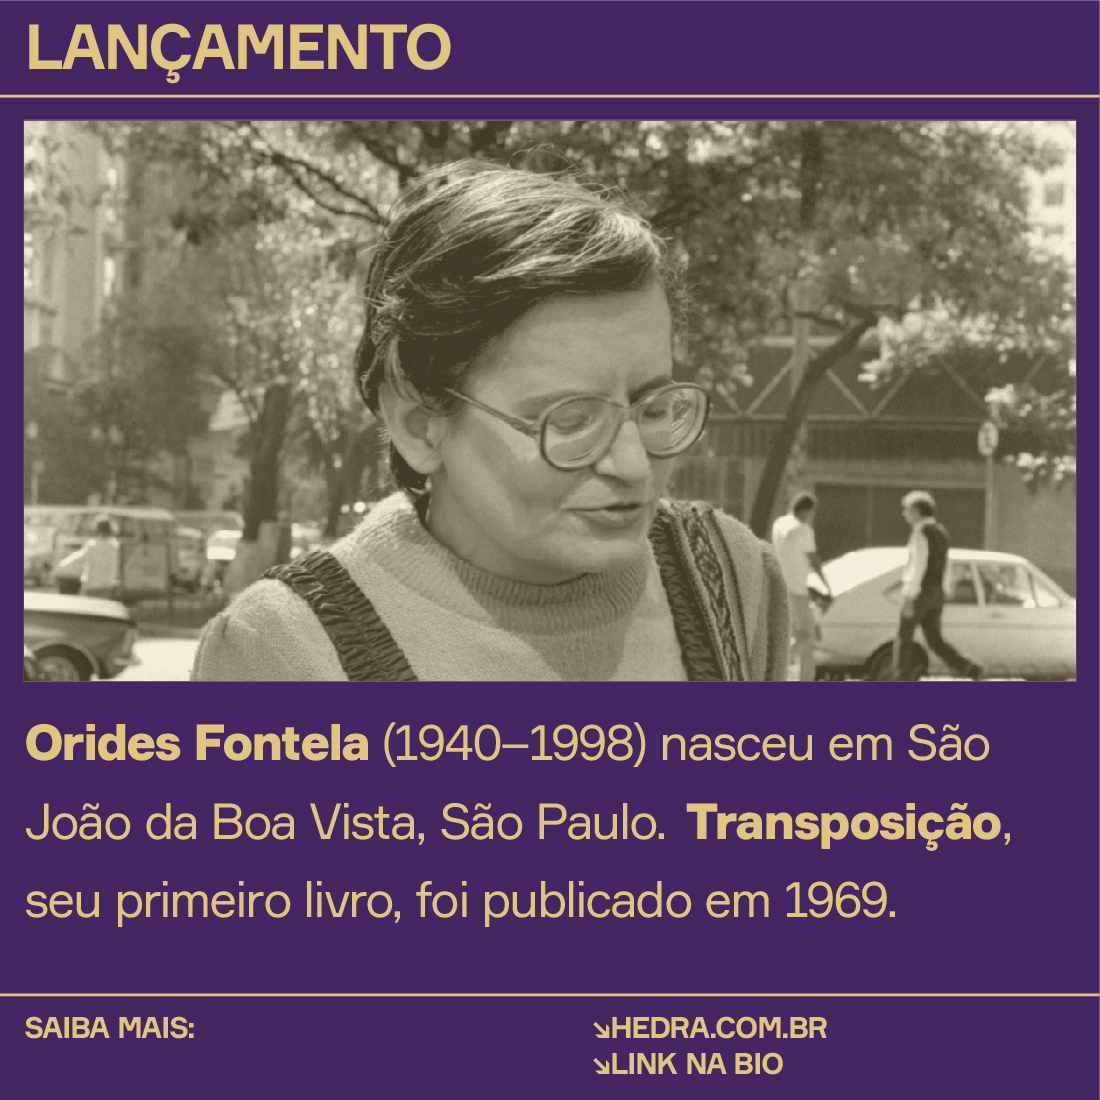 LANÇAMENTO
Orides Fontela (1940–1998) nasceu em São
João da Boa Vista, São Paulo. Transposição,
seu primeiro livro, foi publicado em 1969.
SAIBA MAIS:
↘HEDRA.COM.BR
↘LINK NA BIO